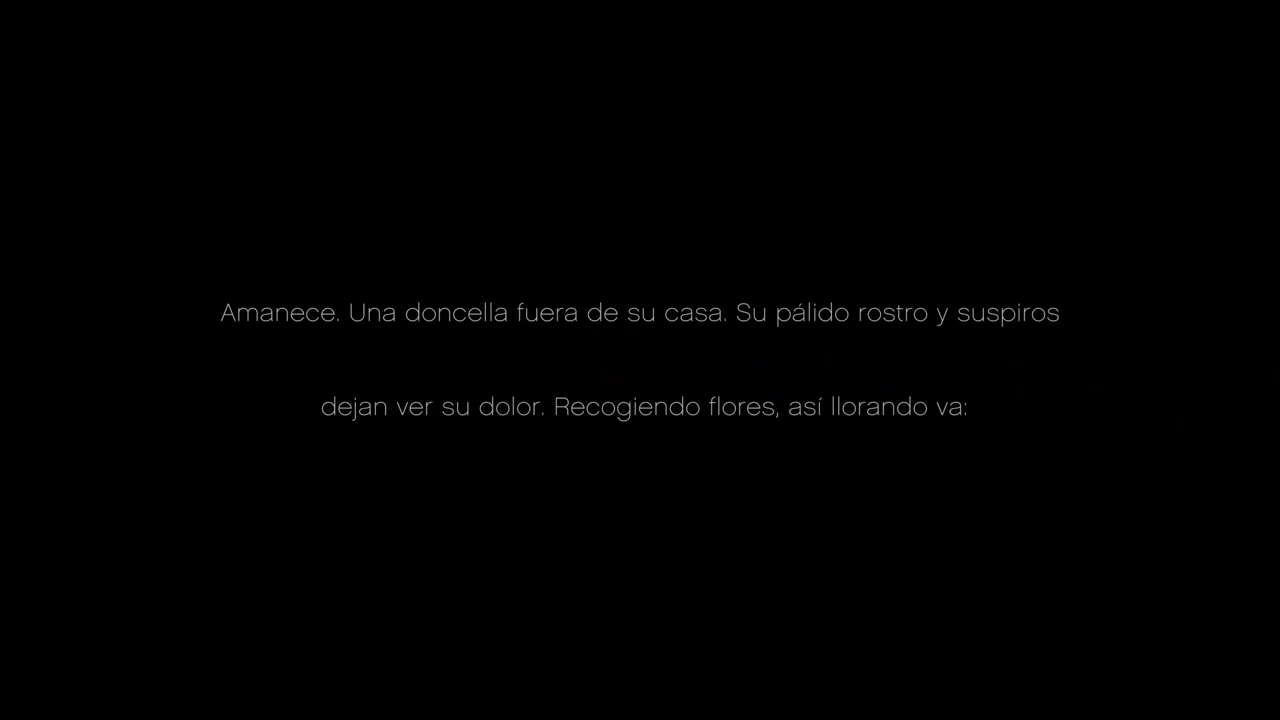 Amanece. Una doncella fuera de su casa. Su pálido rostro y suspiros
dejan ver su dolor. Recogiendo flores, así llorando va: